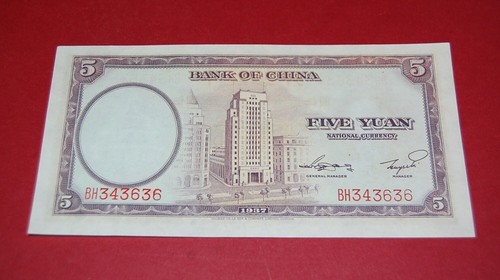 5 BANK OF CHINA 5
FIVE YUAN
NATIONAL CURRENCY
GENERAL MANAGER MANAGER
BH343636 BH343636
5 1937 5